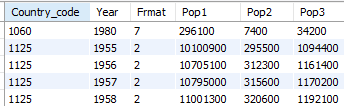 Country_code Year Frmat Pop1 Pop2 Pop3
1060 1980 7 296100 7400 34200
1125 1955 2 10100900 295500 1094400
1125 1956 2 10705100 312300 1161400
1125 1957 2 10795000 315600 1170200
1125 1958 2 11001300 320600 1192100